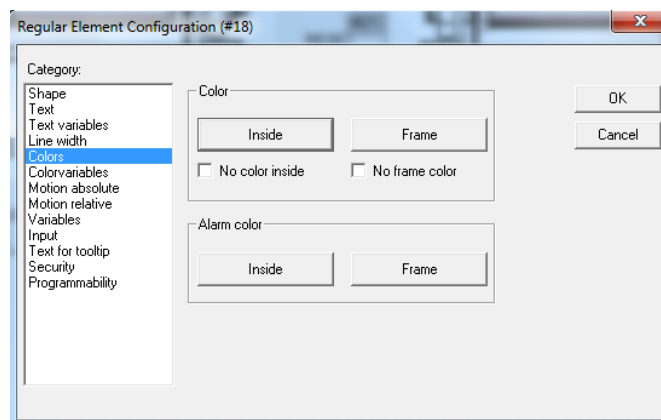 Regular Element Configuration (#18)
Category:
Shape
Text
Text variables
Line width
Colors
Colorvariables
Motion absolute
Motion relative
Variables
Input
Text for tooltip
Security
Programmability
Color
Inside
Frame
No color inside
No frame color
Alarm color
Inside
Frame
OK
Cancel